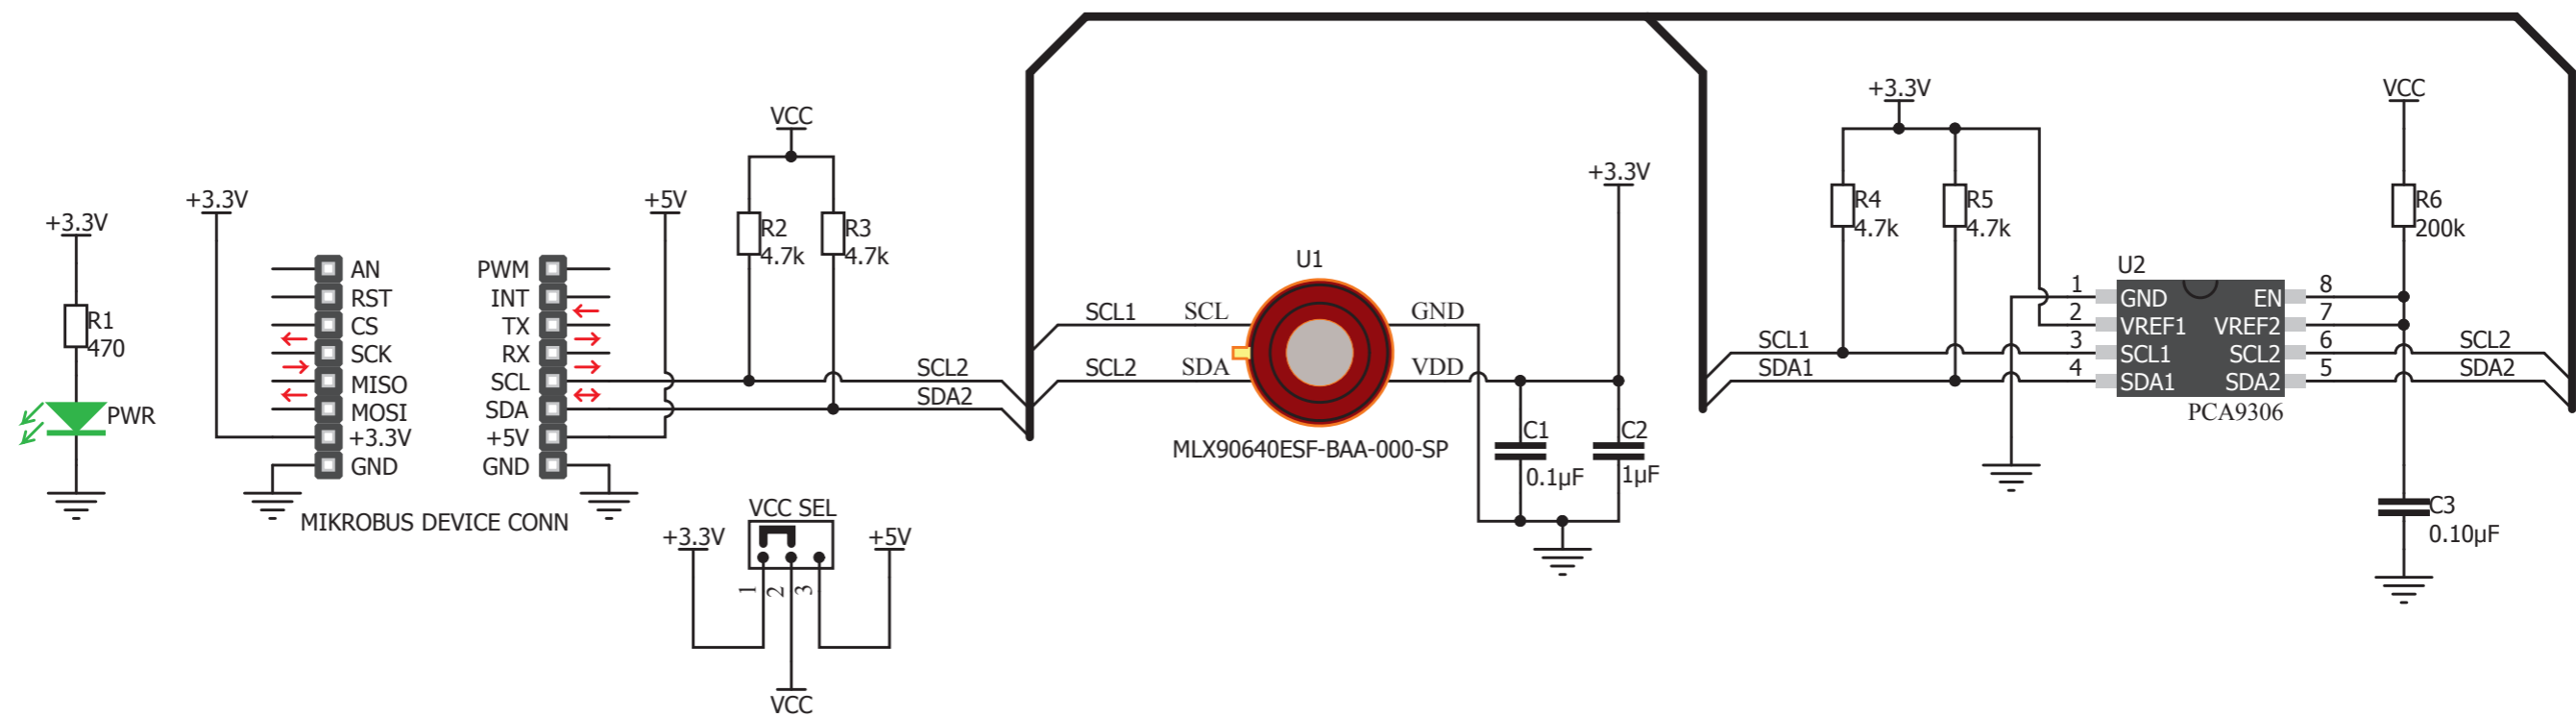 +3.3V
R1
470
PWR
+3.3V
AN
RST
CS
SCK
MISO
MOSI
+3.3V
GND
PWM
INT
TX
RX
SCL
SDA
+5V
GND
MIKROBUS DEVICE CONN
+5V
VCC
R2
4.7k
R3
4.7k
SCL2
SDA2
VCC SEL
+3.3V
+5V
1
2
3
VCC
U1
SCL1
SCL
SCL2
SDA
GND
VDD
MLX90640ESF-BAA-000-SP
+3.3V
C1
0.1µF
C2
1µF
+3.3V
R4
4.7k
R5
4.7k
SCL1
SDA1
U2
1
2
3
4
GND
VREF1
SCL1
SDA1
EN
VREF2
SCL2
SDA2
8
7
6
5
PCA9306
VCC
R6
200k
SCL2
SDA2
C3
0.10µF